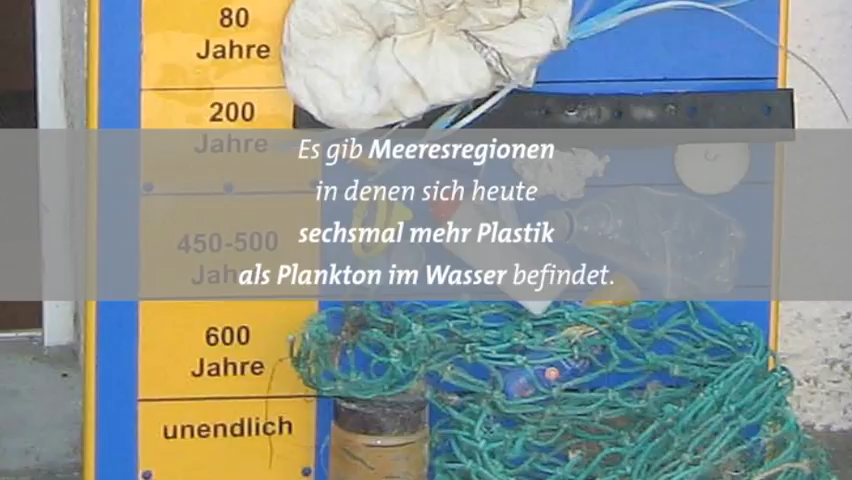 80
Jahre
200
Jahre
Es gib Meeresregionen
in denen sich heute
sechsmal mehr Plastik
als Plankton im Wasser befindet.
450-500
Jahre
600
Jahre
unendlich